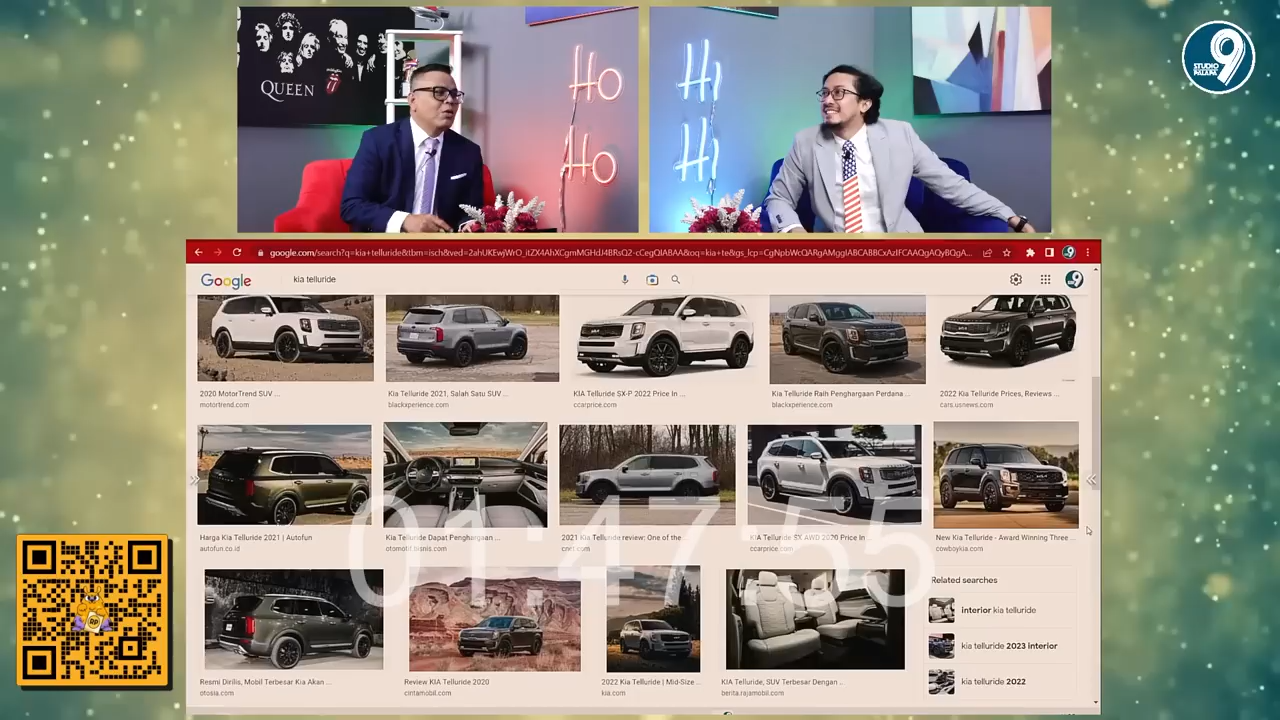 QUEEN
Ho
Ho
Hi
Hi
9
STUDIO
PALAPA
google.com/search?q=kia+telluride&tbm=isch&ved=
Google
kia telluride
2020 MotorTrend SUV ...
motortrend.com
Kia Telluride 2021, Salah Satu SUV ...
blackxperience.com
KIA Telluride SX-P 2022 Price In ...
ccarprice.com
Kia Telluride Raih Penghargaan Perdana ...
blackxperience.com
2022 Kia Telluride Prices, Reviews ...
cars.usnews.com
Harga Kia Telluride 2021 | Autofun
autofun.co.id
Kia Telluride Dapat Penghargaan ...
otomotif.bisnis.com
2021 Kia Telluride review: One of the ...
cnet.com
KIA Telluride SX AWD 2020 Price In ...
ccarprice.com
New Kia Telluride - Award Winning Three ...
cowboykia.com
01:47:55
Resmi Dirilis, Mobil Terbesar Kia Akan ...
otosia.com
Review KIA Telluride 2020
cintamobil.com
2022 Kia Telluride | Mid-Size ...
kia.com
KIA Telluride, SUV Terbesar Dengan ...
berita.rajamobil.com
Related searches
interior kia telluride
kia telluride 2023 interior
kia telluride 2022
Rp